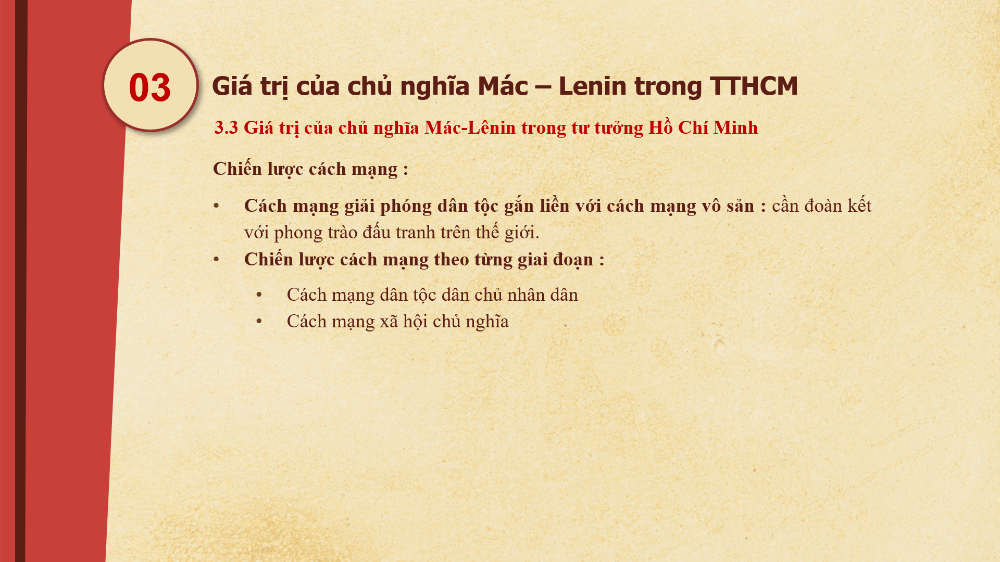 03
Giá trị của chủ nghĩa Mác – Lenin trong TTHCM
3.3 Giá trị của chủ nghĩa Mác-Lênin trong tư tưởng Hồ Chí Minh
Chiến lược cách mạng :
• Cách mạng giải phóng dân tộc gắn liền với cách mạng vô sản : cần đoàn kết
với phong trào đấu tranh trên thế giới.
• Chiến lược cách mạng theo từng giai đoạn :
• Cách mạng dân tộc dân chủ nhân dân
• Cách mạng xã hội chủ nghĩa